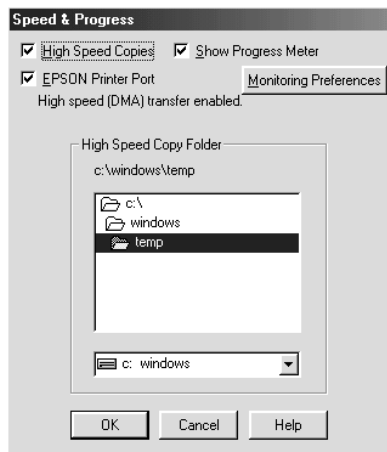 Speed & Progress
High Speed Copies Show Progress Meter
EPSON Printer Port Monitoring Preferences
High speed (DMA) transfer enabled.
High Speed Copy Folder
c:\windows\temp
c:\
windows
temp
c: windows
OK Cancel Help